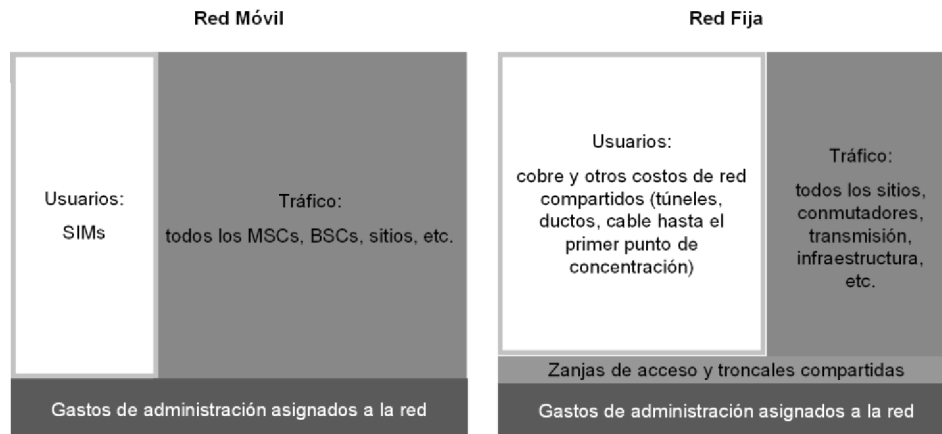 Red Móvil
Usuarios:
SIMs
Tráfico:
todos los MSCs, BSCs, sitios, etc.
Gastos de administración asignados a la red
Red Fija
Usuarios:
cobre y otros costos de red
compartidos (túneles,
ductos, cable hasta el
primer punto de
concentración)
Tráfico:
todos los sitios,
conmutadores,
transmisión,
infraestructura,
etc.
Zanjas de acceso y troncales compartidas
Gastos de administración asignados a la red